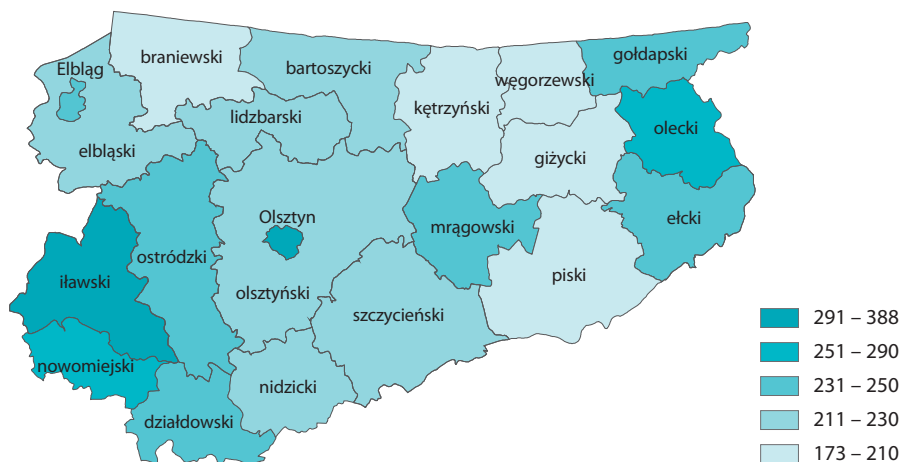 gołdapski
braniewski
Elbląg
bartoszycki
węgorzewski
kętrzyński
lidzbarski
olecki
elbląski
giżycki
Olsztyn
ełcki
mrągowski
ostródzki
iławski
piski
olsztyński
szczycieński
291 – 388
251 – 290
nowomiejski
nidzicki
231 – 250
działdowski
211 – 230
173 – 210